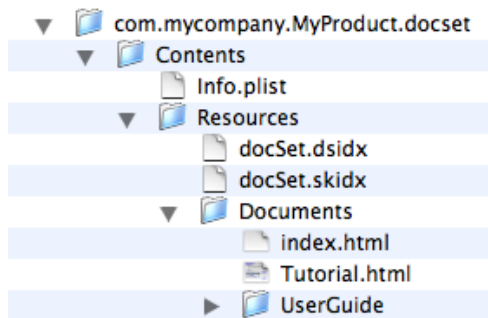 com.mycompany.MyProduct.docset
Contents
Info.plist
Resources
docSet.dsidx
docSet.skidx
Documents
index.html
Tutorial.html
UserGuide